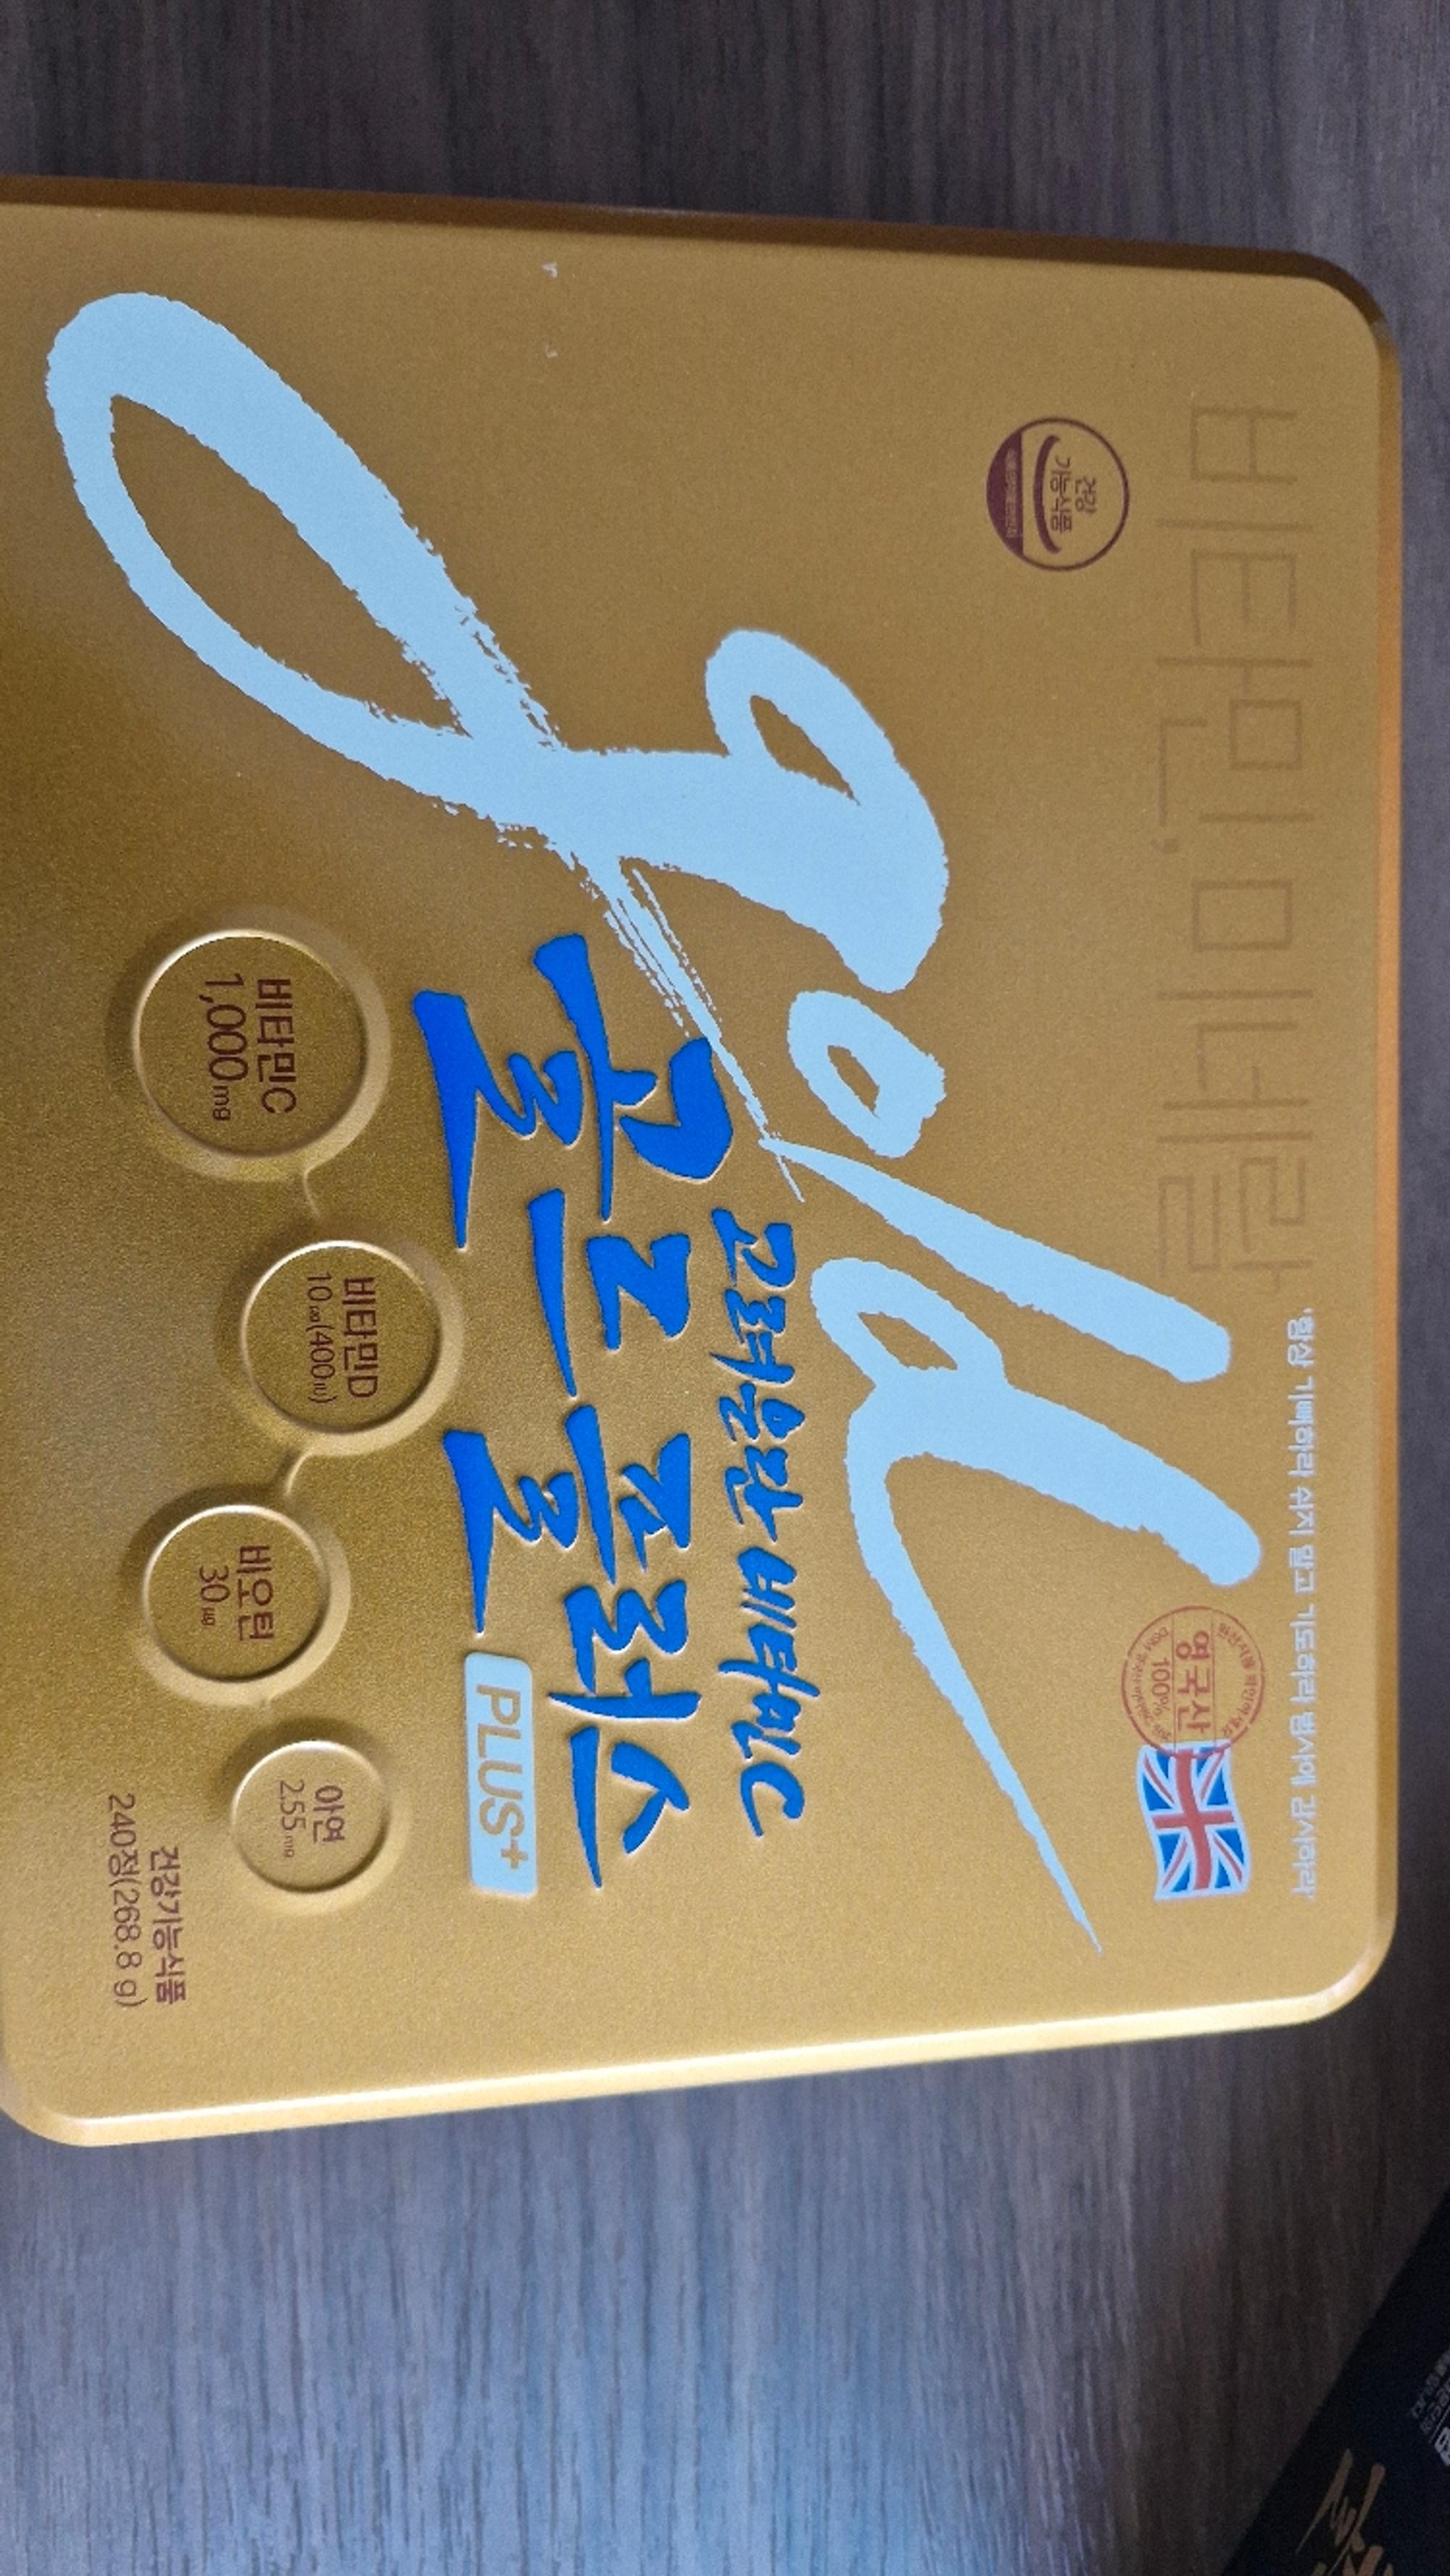 비타민, 미네랄
'항상 기뻐하라 쉬지 말고 기도하라 범사에 감사하라'
건강
기능식품
영국산
100%
gold
고려은단 비타민C
골드플러스
PLUS+
비타민C
1,000mg
비타민D
10㎍(400IU)
비오틴
30㎍
아연
2.55mg
건강기능식품
240정(268.8 g)